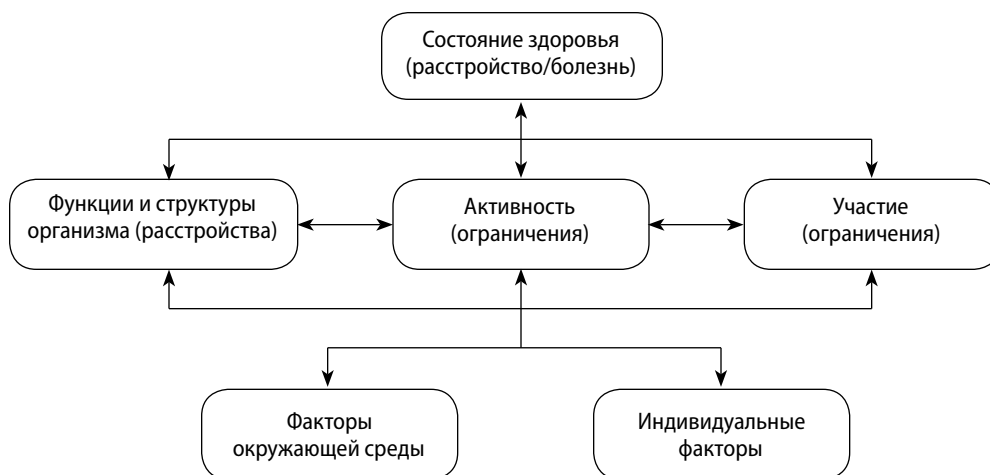 Состояние здоровья
(расстройство/болезнь)
Функции и структуры
организма (расстройства)
Активность
(ограничения)
Участие
(ограничения)
Факторы
окружающей среды
Индивидуальные
факторы